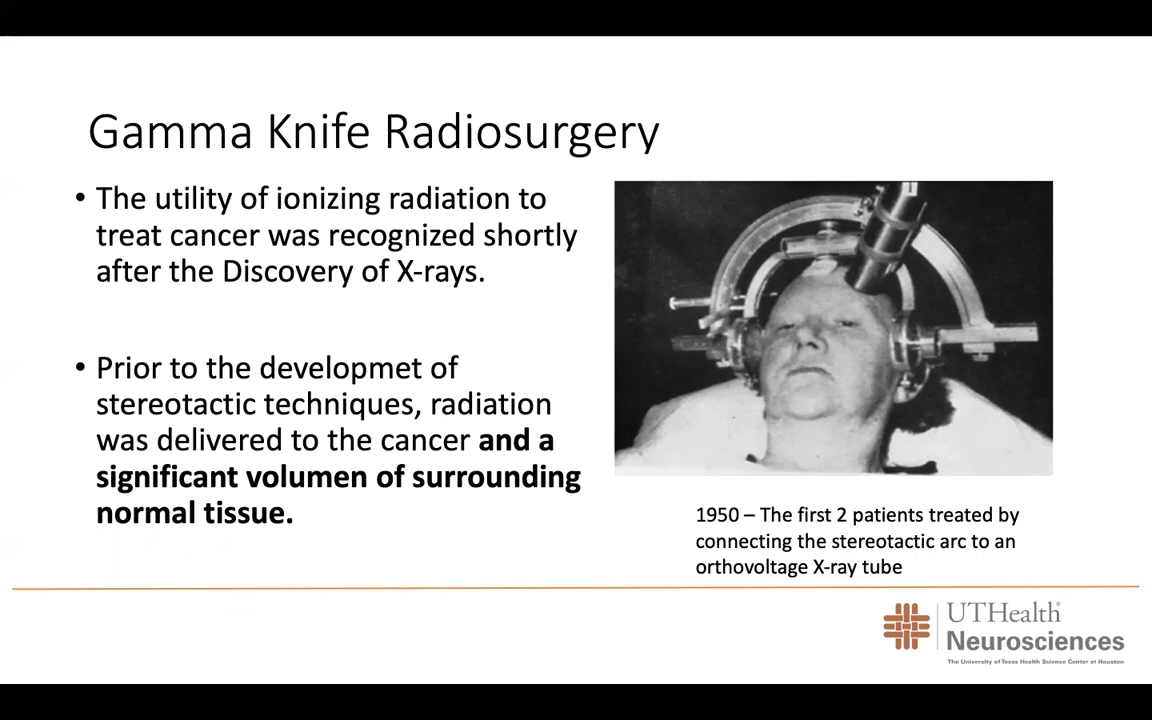 Gamma Knife Radiosurgery
• The utility of ionizing radiation to
treat cancer was recognized shortly
after the Discovery of X-rays.
• Prior to the developmet of
stereotactic techniques, radiation
was delivered to the cancer and a
significant volumen of surrounding
normal tissue.
1950 – The first 2 patients treated by
connecting the stereotactic arc to an
orthovoltage X-ray tube
UTHealth®
Neurosciences
The University of Texas Health Science Center at Houston